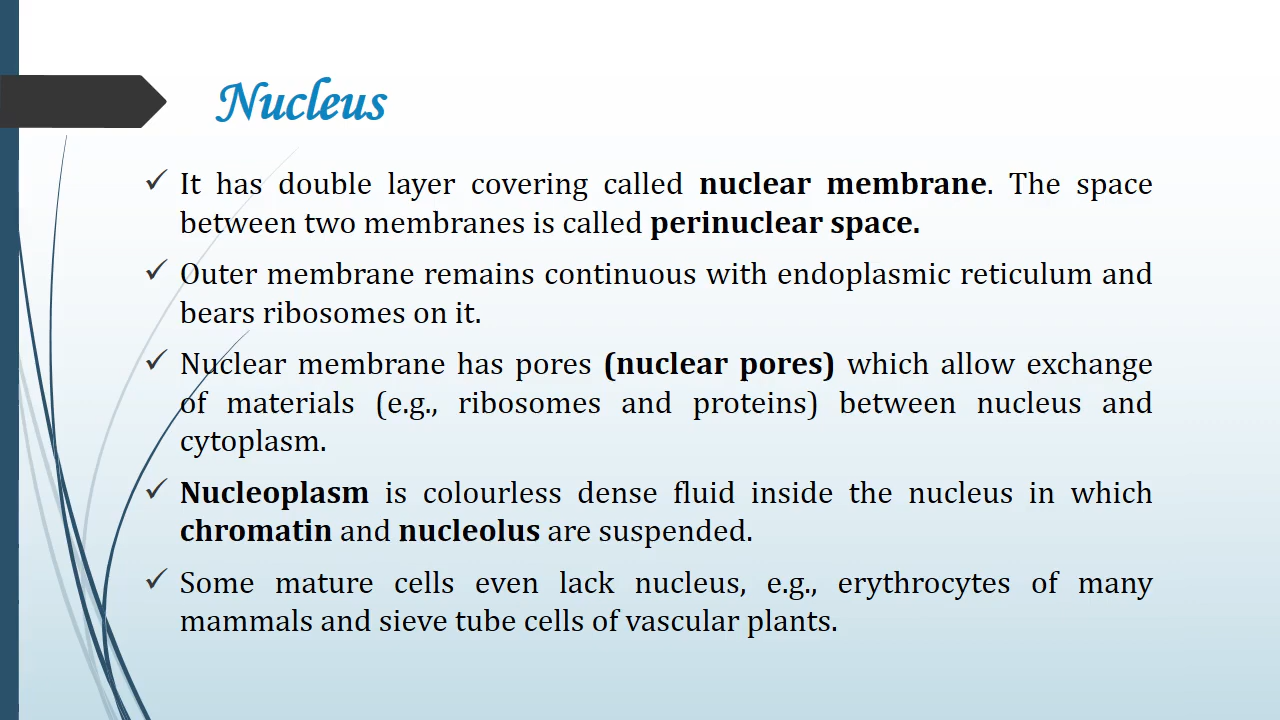 Nucleus
✓ It has double layer covering called nuclear membrane. The space
between two membranes is called perinuclear space.
✓ Outer membrane remains continuous with endoplasmic reticulum and
bears ribosomes on it.
✓ Nuclear membrane has pores (nuclear pores) which allow exchange
of materials (e.g., ribosomes and proteins) between nucleus and
cytoplasm.
✓ Nucleoplasm is colourless dense fluid inside the nucleus in which
chromatin and nucleolus are suspended.
✓ Some mature cells even lack nucleus, e.g., erythrocytes of many
mammals and sieve tube cells of vascular plants.